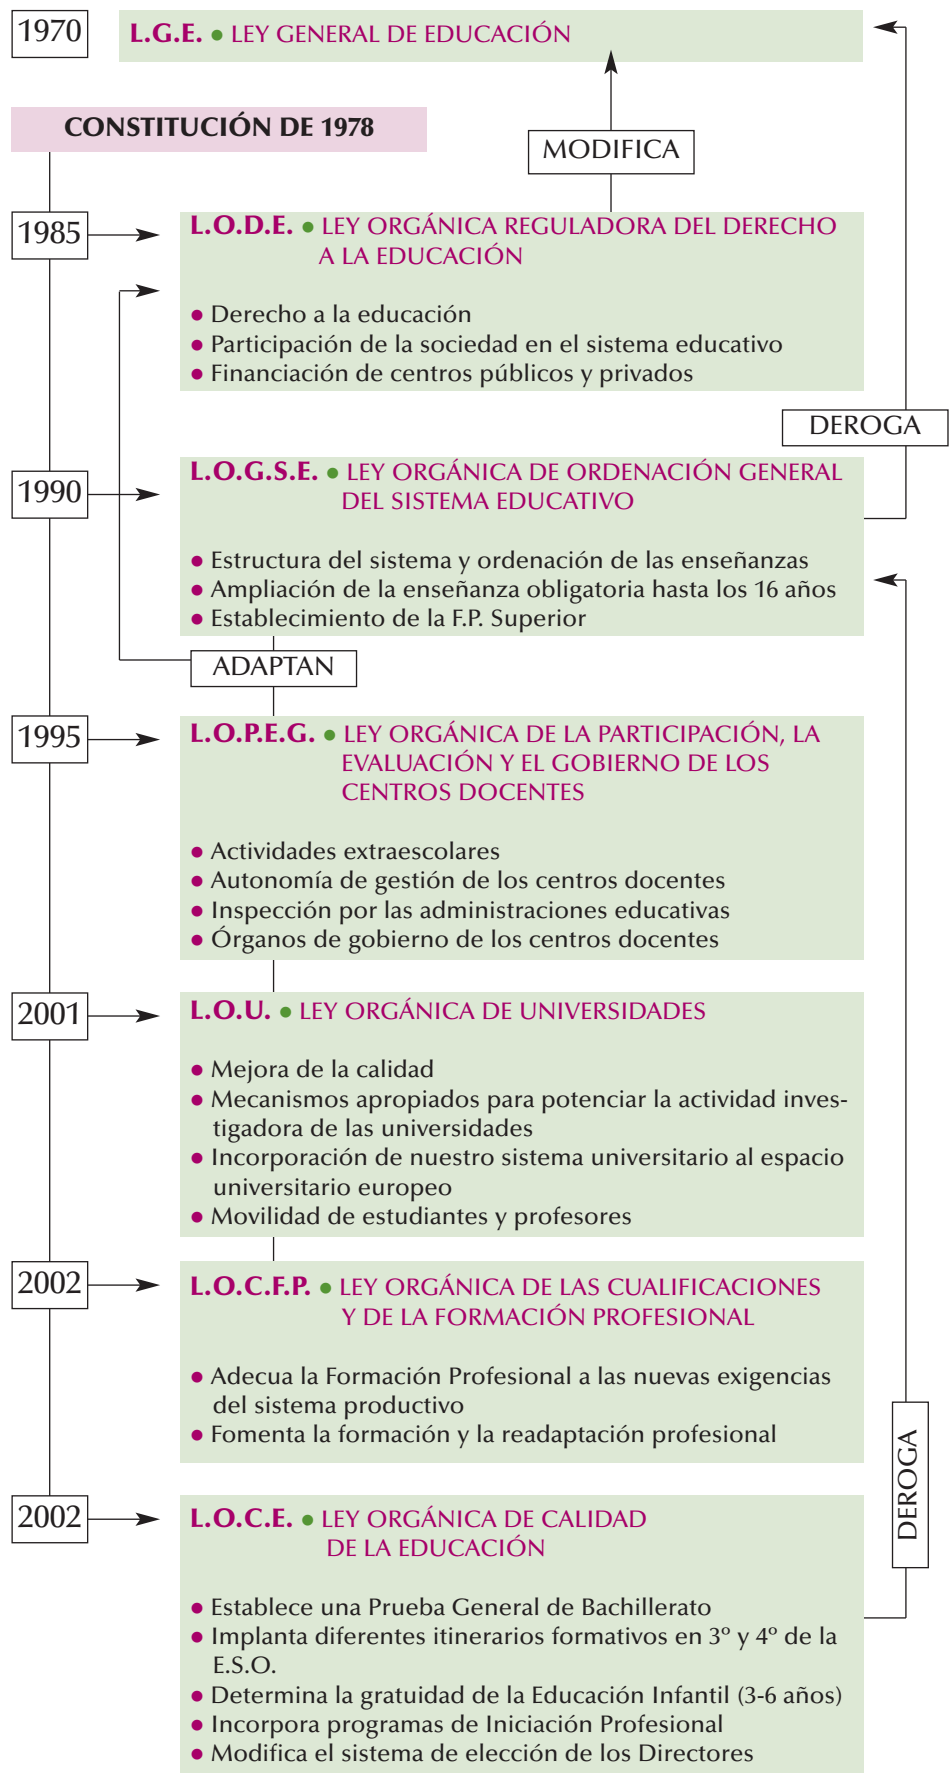 1970
L.G.E. ● LEY GENERAL DE EDUCACIÓN
CONSTITUCIÓN DE 1978
MODIFICA
1985
L.O.D.E. ● LEY ORGÁNICA REGULADORA DEL DERECHO
A LA EDUCACIÓN
● Derecho a la educación
● Participación de la sociedad en el sistema educativo
● Financiación de centros públicos y privados
DEROGA
1990
L.O.G.S.E. ● LEY ORGÁNICA DE ORDENACIÓN GENERAL
DEL SISTEMA EDUCATIVO
● Estructura del sistema y ordenación de las enseñanzas
● Ampliación de la enseñanza obligatoria hasta los 16 años
● Establecimiento de la F.P. Superior
ADAPTAN
1995
L.O.P.E.G. ● LEY ORGÁNICA DE LA PARTICIPACIÓN, LA
EVALUACIÓN Y EL GOBIERNO DE LOS
CENTROS DOCENTES
● Actividades extraescolares
● Autonomía de gestión de los centros docentes
● Inspección por las administraciones educativas
● Órganos de gobierno de los centros docentes
2001
L.O.U. ● LEY ORGÁNICA DE UNIVERSIDADES
● Mejora de la calidad
● Mecanismos apropiados para potenciar la actividad inves-
tigadora de las universidades
● Incorporación de nuestro sistema universitario al espacio
universitario europeo
● Movilidad de estudiantes y profesores
2002
L.O.C.F.P. ● LEY ORGÁNICA DE LAS CUALIFICACIONES
Y DE LA FORMACIÓN PROFESIONAL
● Adecua la Formación Profesional a las nuevas exigencias
del sistema productivo
● Fomenta la formación y la readaptación profesional
DEROGA
2002
L.O.C.E. ● LEY ORGÁNICA DE CALIDAD
DE LA EDUCACIÓN
● Establece una Prueba General de Bachillerato
● Implanta diferentes itinerarios formativos en 3º y 4º de la
E.S.O.
● Determina la gratuidad de la Educación Infantil (3-6 años)
● Incorpora programas de Iniciación Profesional
● Modifica el sistema de elección de los Directores